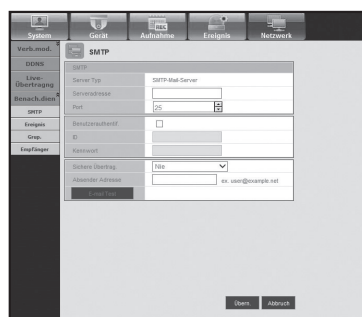 System Gerät Aufnahme Ereignis Netzwerk
REC
Verb.mod.
DDNS
Live-
Übertragng
Benach.dien
SMTP
Ereignis
Grup.
Empfänger
SMTP
SMTP
Server Typ SMTP-Mail-Server
Serveradresse
Port 25
Benutzerauthentif.
ID
Kennwort
Sichere Übertrag. Nie
Absender Adresse ex. user@example.net
E-Mail Test
Übern. Abbruch